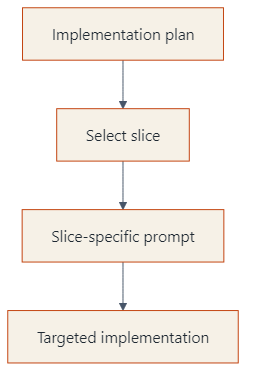 Implementation plan
Select slice
Slice-specific prompt
Targeted implementation